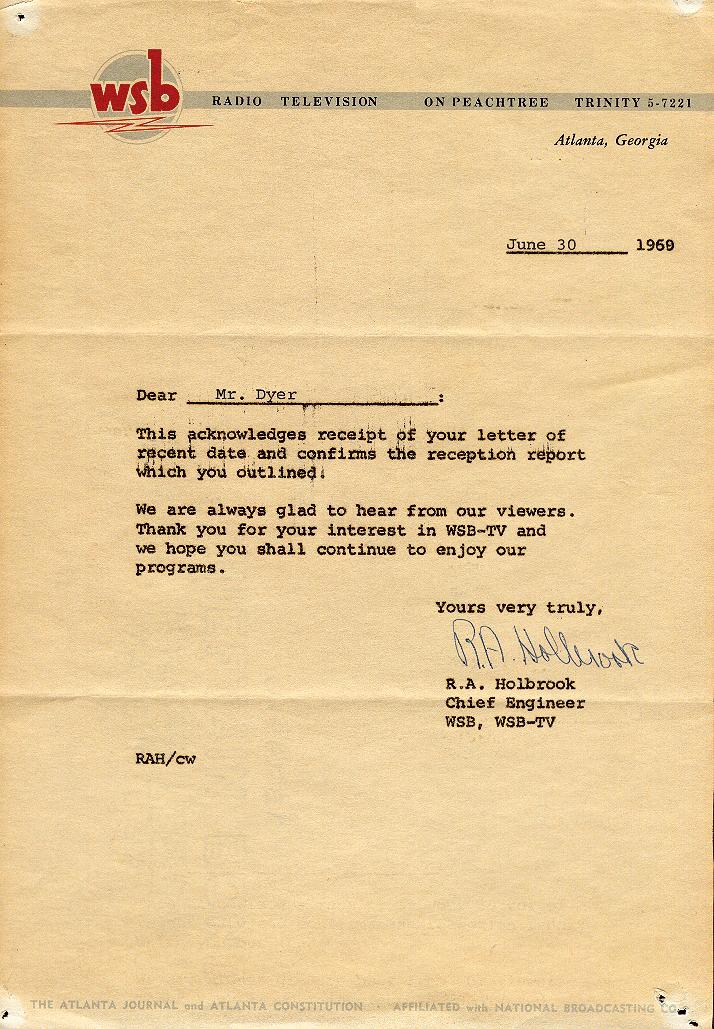 wsb
RADIO TELEVISION ON PEACHTREE TRINITY 5-7221
Atlanta, Georgia
June 30 1969
Dear Mr. Dyer :
This acknowledges receipt of your letter of
recent date and confirms the reception report
which you outlined.
We are always glad to hear from our viewers.
Thank you for your interest in WSB-TV and
we hope you shall continue to enjoy our
programs.
Yours very truly,
R.A. Holbrook
R.A. Holbrook
Chief Engineer
WSB, WSB-TV
RAH/cw
THE ATLANTA JOURNAL and ATLANTA CONSTITUTION · AFFILIATED with NATIONAL BROADCASTING CO.